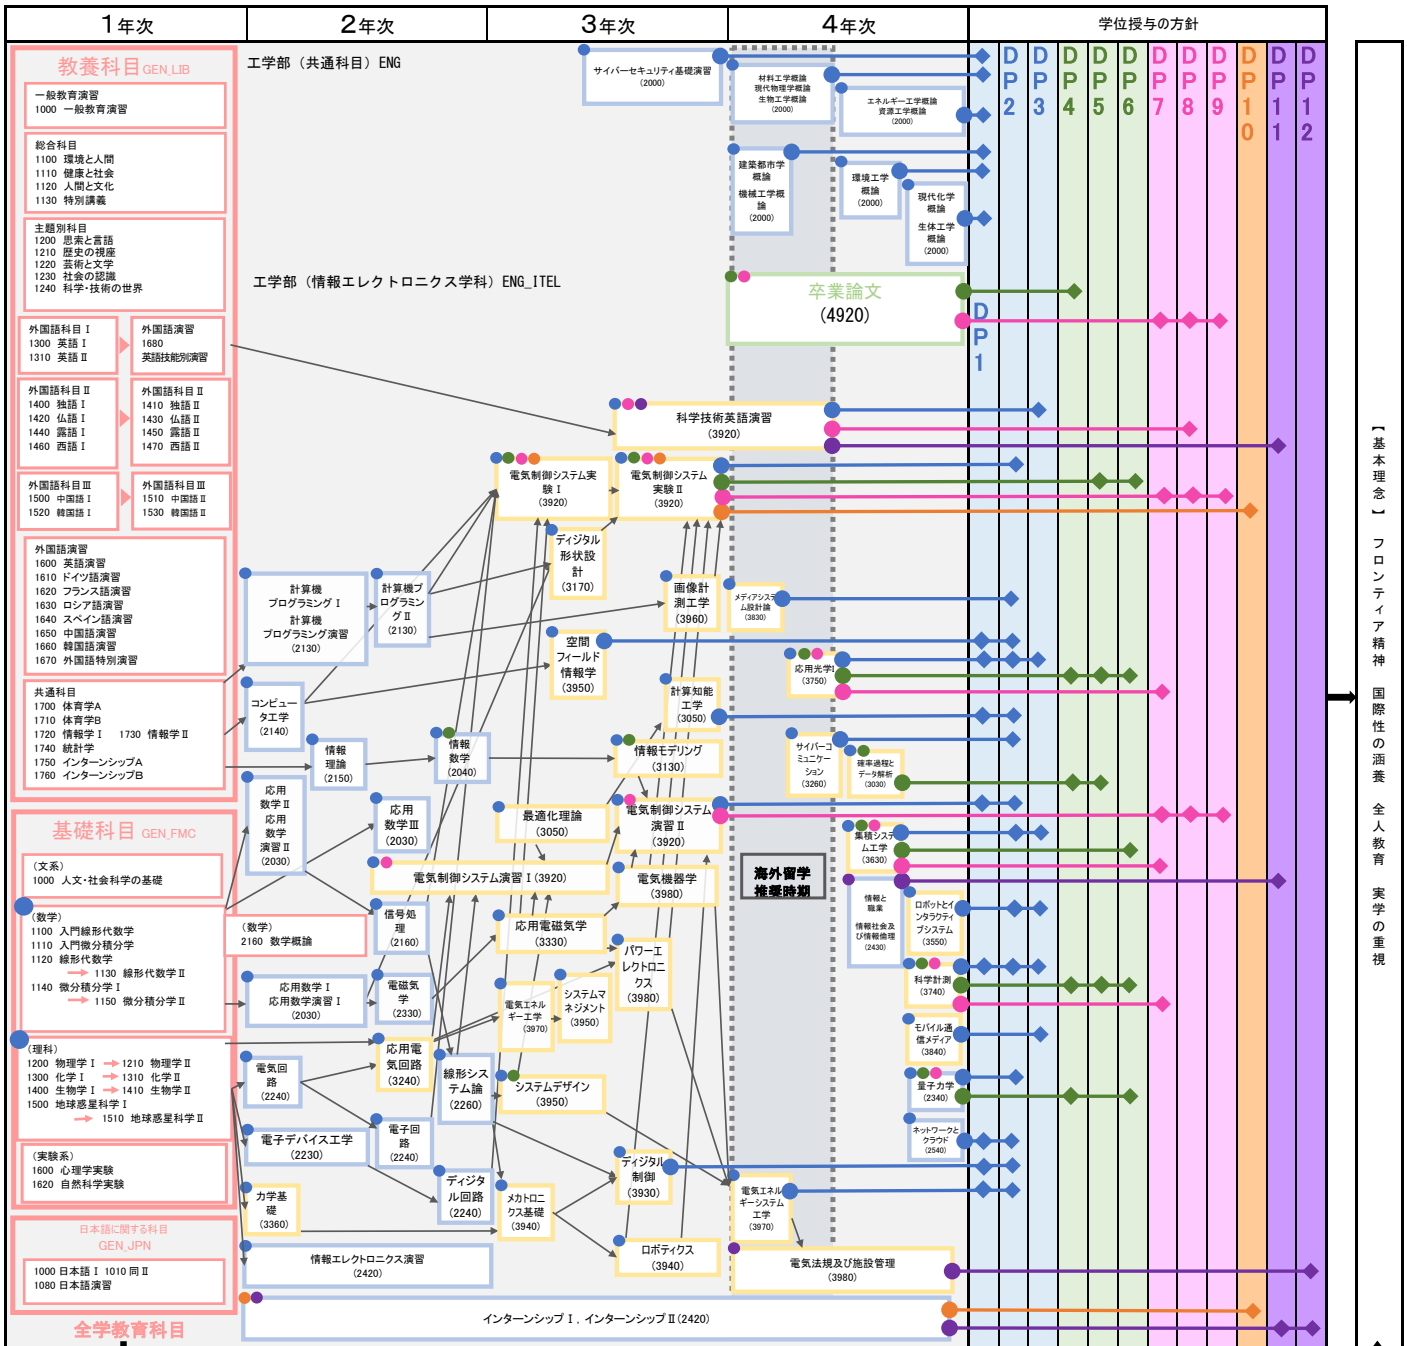 1年次
2年次
3年次
4年次
学位授与の方針
教養科目 GEN_LIB
一般教育演習
1000 一般教育演習
総合科目
1100 環境と人間
1110 健康と社会
1120 人間と文化
1130 特別講義
主題別科目
1200 思索と言語
1210 歴史の視座
1220 芸術と文学
1230 社会の認識
1240 科学・技術の世界
外国語科目Ⅰ
1300 英語Ⅰ
1310 英語Ⅱ
外国語演習
1680
英語技能別演習
外国語科目Ⅱ
1400 独語Ⅰ
1420 仏語Ⅰ
1440 露語Ⅰ
1460 西語Ⅰ
外国語科目Ⅱ
1410 独語Ⅱ
1430 仏語Ⅱ
1450 露語Ⅱ
1470 西語Ⅱ
外国語科目Ⅲ
1500 中国語Ⅰ
1520 韓国語Ⅰ
外国語科目Ⅲ
1510 中国語Ⅱ
1530 韓国語Ⅱ
外国語演習
1600 英語演習
1610 ドイツ語演習
1620 フランス語演習
1630 ロシア語演習
1640 スペイン語演習
1650 中国語演習
1660 韓国語演習
1670 外国語特別演習
共通科目
1700 体育学A
1710 体育学B
1720 情報学Ⅰ 1730 情報学Ⅱ
1740 統計学
1750 インターンシップA
1760 インターンシップB
基礎科目 GEN_FMC
(文系)
1000 人文・社会科学の基礎
(数学)
1100 入門線形代数学
1110 入門微分積分学
1120 線形代数学
1130 線形代数学Ⅱ
1140 微分積分学Ⅰ
1150 微分積分学Ⅱ
(数学)
2160 数学概論
(理科)
1200 物理学Ⅰ 1210 物理学Ⅱ
1300 化学Ⅰ 1310 化学Ⅱ
1400 生物学Ⅰ 1410 生物学Ⅱ
1500 地球惑星科学Ⅰ
1510 地球惑星科学Ⅱ
(実験系)
1600 心理学実験
1620 自然科学実験
日本語に関する科目
GEN_JPN
1000 日本語Ⅰ 1010 同Ⅱ
1080 日本語演習
全学教育科目
工学部(共通科目)ENG
サイバーセキュリティ基礎演習
(2000)
材料工学概論
現代物理学概論
生物工学概論
(2000)
エネルギー工学概論
資源工学概論
(2000)
建築都市学
概論
機械工学概
論
(2000)
環境工学
概論
(2000)
現代化学
概論
生体工学
概論
(2000)
工学部(情報エレクトロニクス学科)ENG_ITEL
卒業論文
(4920)
科学技術英語演習
(3920)
電気制御システム実
験Ⅰ
(3920)
電気制御システム
実験Ⅱ
(3920)
ディジタル
形状設
計
(3170)
計算機
プログラミングⅠ
計算機
プログラミング演習
(2130)
計算機プ
ログラミン
グⅡ
(2130)
画像計
測工学
(3960)
メディアシステ
ム設計論
(3830)
空間
フィールド
情報学
(3950)
応用光学Ⅰ
(3750)
コンピュー
タ工学
(2140)
計算知能
工学
(3050)
情報
理論
(2150)
情報
数学
(2040)
情報モデリング
(3130)
サイバーコ
ミュニケー
ション
(3260)
確率過程と
データ解析
(3030)
応用
数学Ⅱ
応用
数学
演習Ⅱ
(2030)
応用
数学Ⅲ
(2030)
最適化理論
(3050)
電気制御システム
演習Ⅱ
(3920)
集積システ
ム工学
(3630)
電気制御システム演習Ⅰ(3920)
電気機器学
(3980)
海外留学
推奨時期
情報と
職業
情報社会及
び情報倫理
(2430)
ロボットとイ
ンタラクティ
ブシステム
(3550)
信号処
理
(2160)
応用電磁気学
(3330)
パワーエ
レクトロニ
クス
(3980)
応用数学Ⅰ
応用数学演習Ⅰ
(2030)
電磁気
学
(2330)
電気エネル
ギー工学
(3970)
システムマ
ネジメント
(3950)
科学計測
(3740)
モバイル通
信メディア
(3840)
電気回
路
(2240)
応用電
気回路
(3240)
線形シス
テム論
(2260)
システムデザイン
(3950)
量子力学
(2340)
電子デバイス工学
(2230)
電子回
路
(2240)
ネットワークと
クラウド
(2540)
ディジタル
制御
(3930)
力学基
礎
(3360)
ディジタ
ル回路
(2240)
メカトロニ
クス基礎
(3940)
電気エネル
ギーシステム
工学
(3970)
情報エレクトロニクス演習
(2420)
ロボティクス
(3940)
電気法規及び施設管理
(3980)
インターンシップⅠ, インターンシップⅡ(2420)
DP1
DP2
DP3
DP4
DP5
DP6
DP7
DP8
DP9
DP10
DP11
DP12
【基本理念】 フロンティア精神 国際性の涵養 全人教育 実学の重視